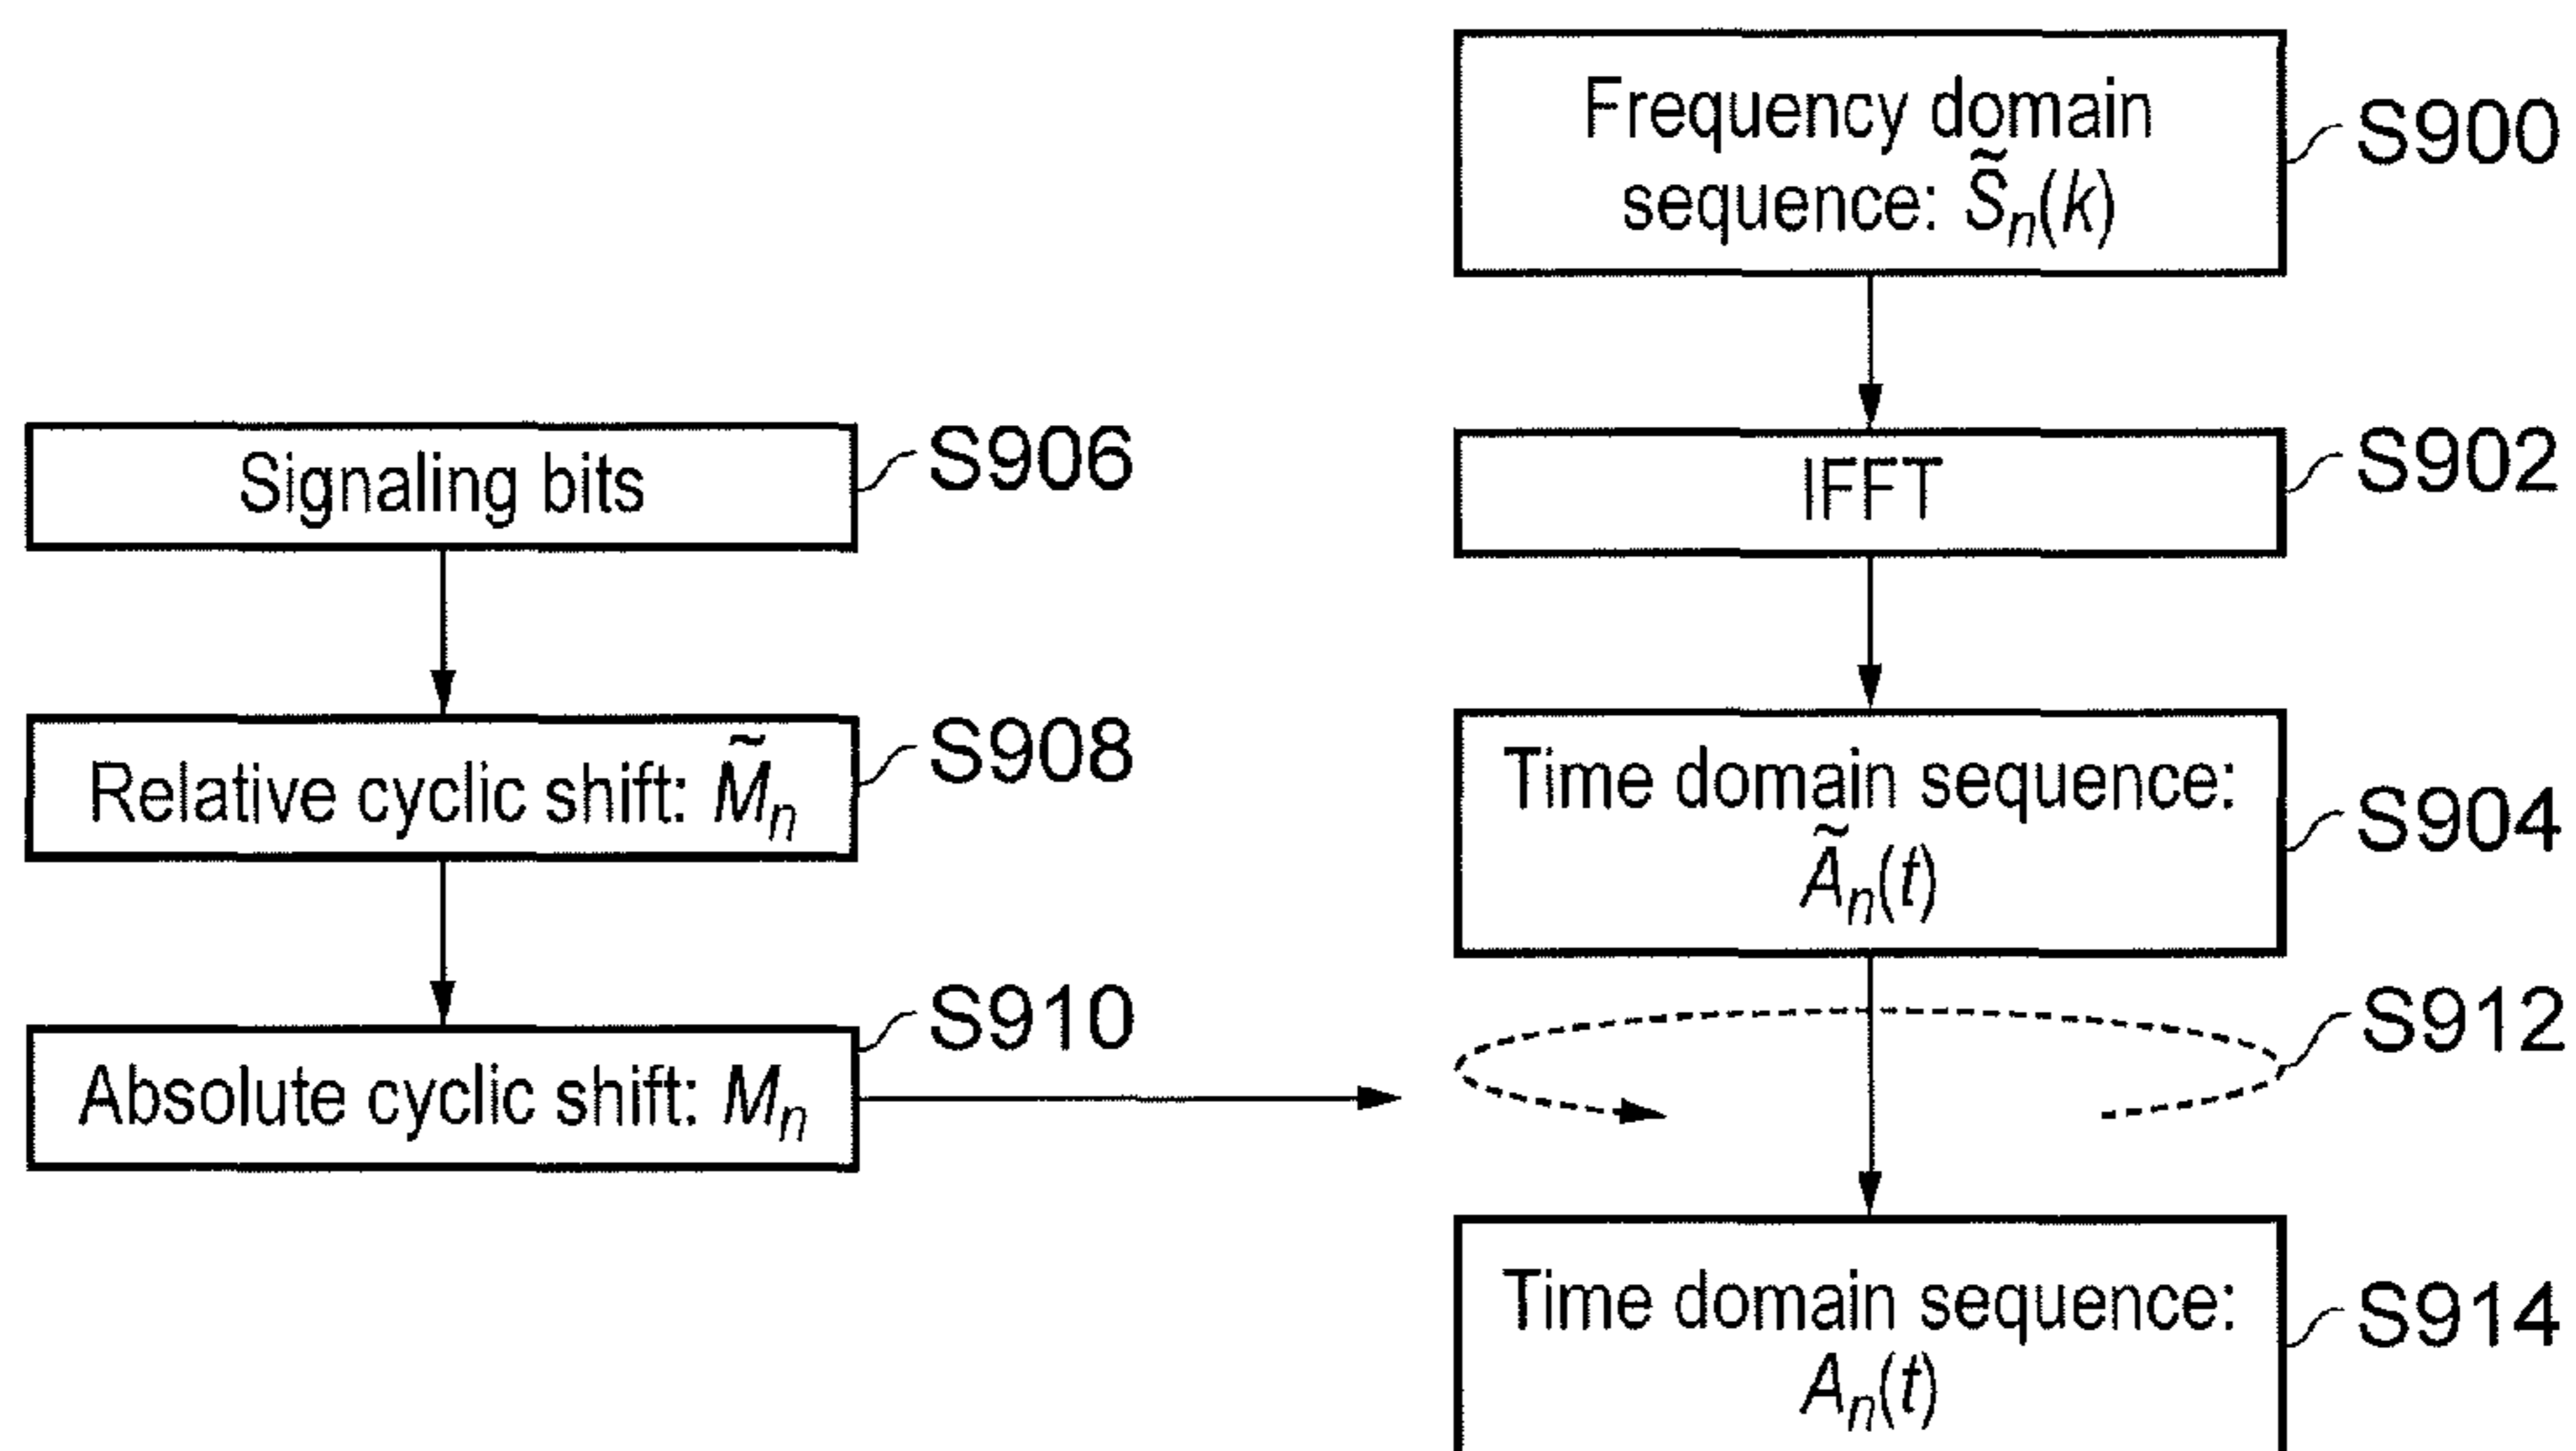 Frequency domain
sequence: S̃ₙ(k)
S900
Signaling bits
S906
IFFT
S902
Relative cyclic shift: M̃ₙ
S908
Time domain sequence:
Ãₙ(t)
S904
Absolute cyclic shift: Mₙ
S910
S912
Time domain sequence:
Aₙ(t)
S914